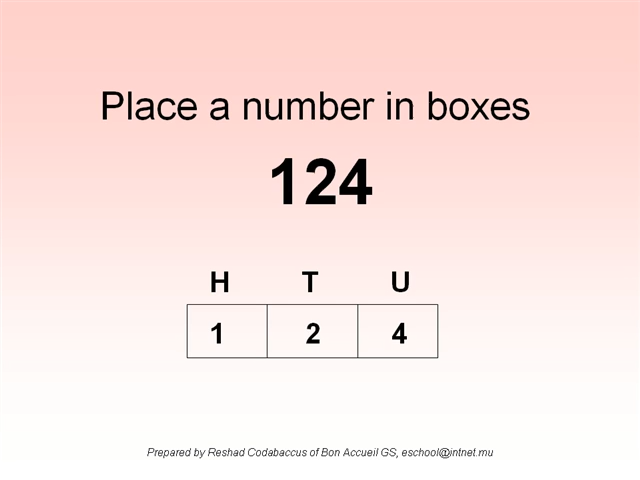 Place a number in boxes
124
H T U
1 2 4
Prepared by Reshad Codabaccus of Bon Accueil GS, eschool@intnet.mu